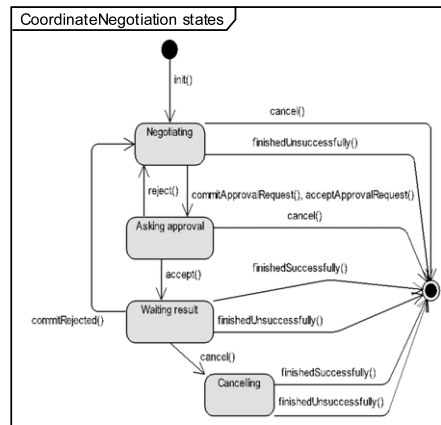 CoordinateNegotiation states
init()
cancel()
Negotiating
finishedUnsuccessfully()
reject()
commitApprovalRequest(), acceptApprovalRequest()
Asking approval
cancel()
accept()
finishedSuccessfully()
Waiting result
finishedUnsuccessfully()
commitRejected()
cancel()
finishedSuccessfully()
Cancelling
finishedUnsuccessfully()